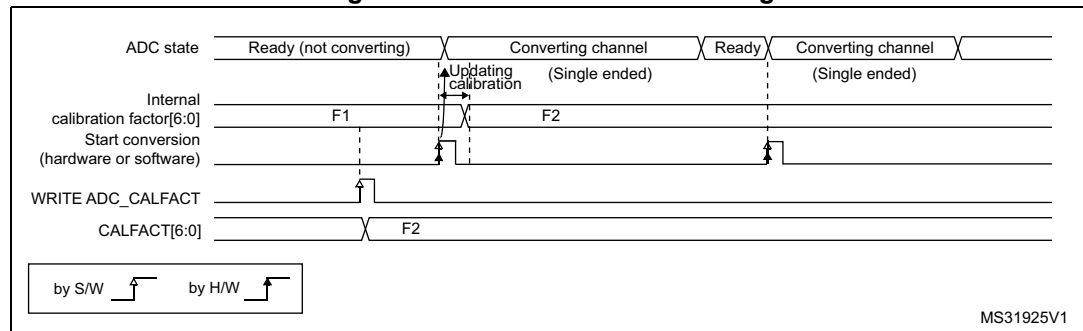 ADC state Ready (not converting) Converting channel Ready Converting channel
Updating (Single ended) (Single ended)
calibration
Internal
calibration factor[6:0] F1 F2
Start conversion
(hardware or software)
WRITE ADC_CALFACT
CALFACT[6:0] F2
by S/W by H/W
MS31925V1